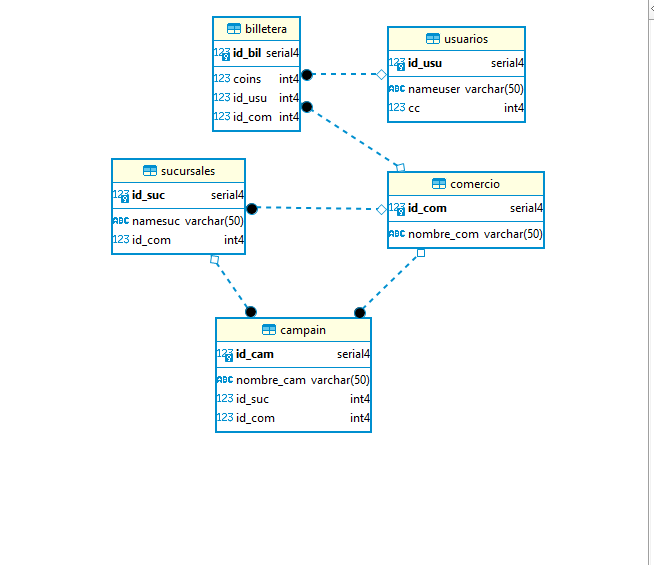 billetera
123 id_bil serial4
123 coins int4
123 id_usu int4
123 id_com int4
usuarios
123 id_usu serial4
ABC nameuser varchar(50)
123 cc int4
sucursales
123 id_suc serial4
ABC namesuc varchar(50)
123 id_com int4
comercio
123 id_com serial4
ABC nombre_com varchar(50)
campain
123 id_cam serial4
ABC nombre_cam varchar(50)
123 id_suc int4
123 id_com int4